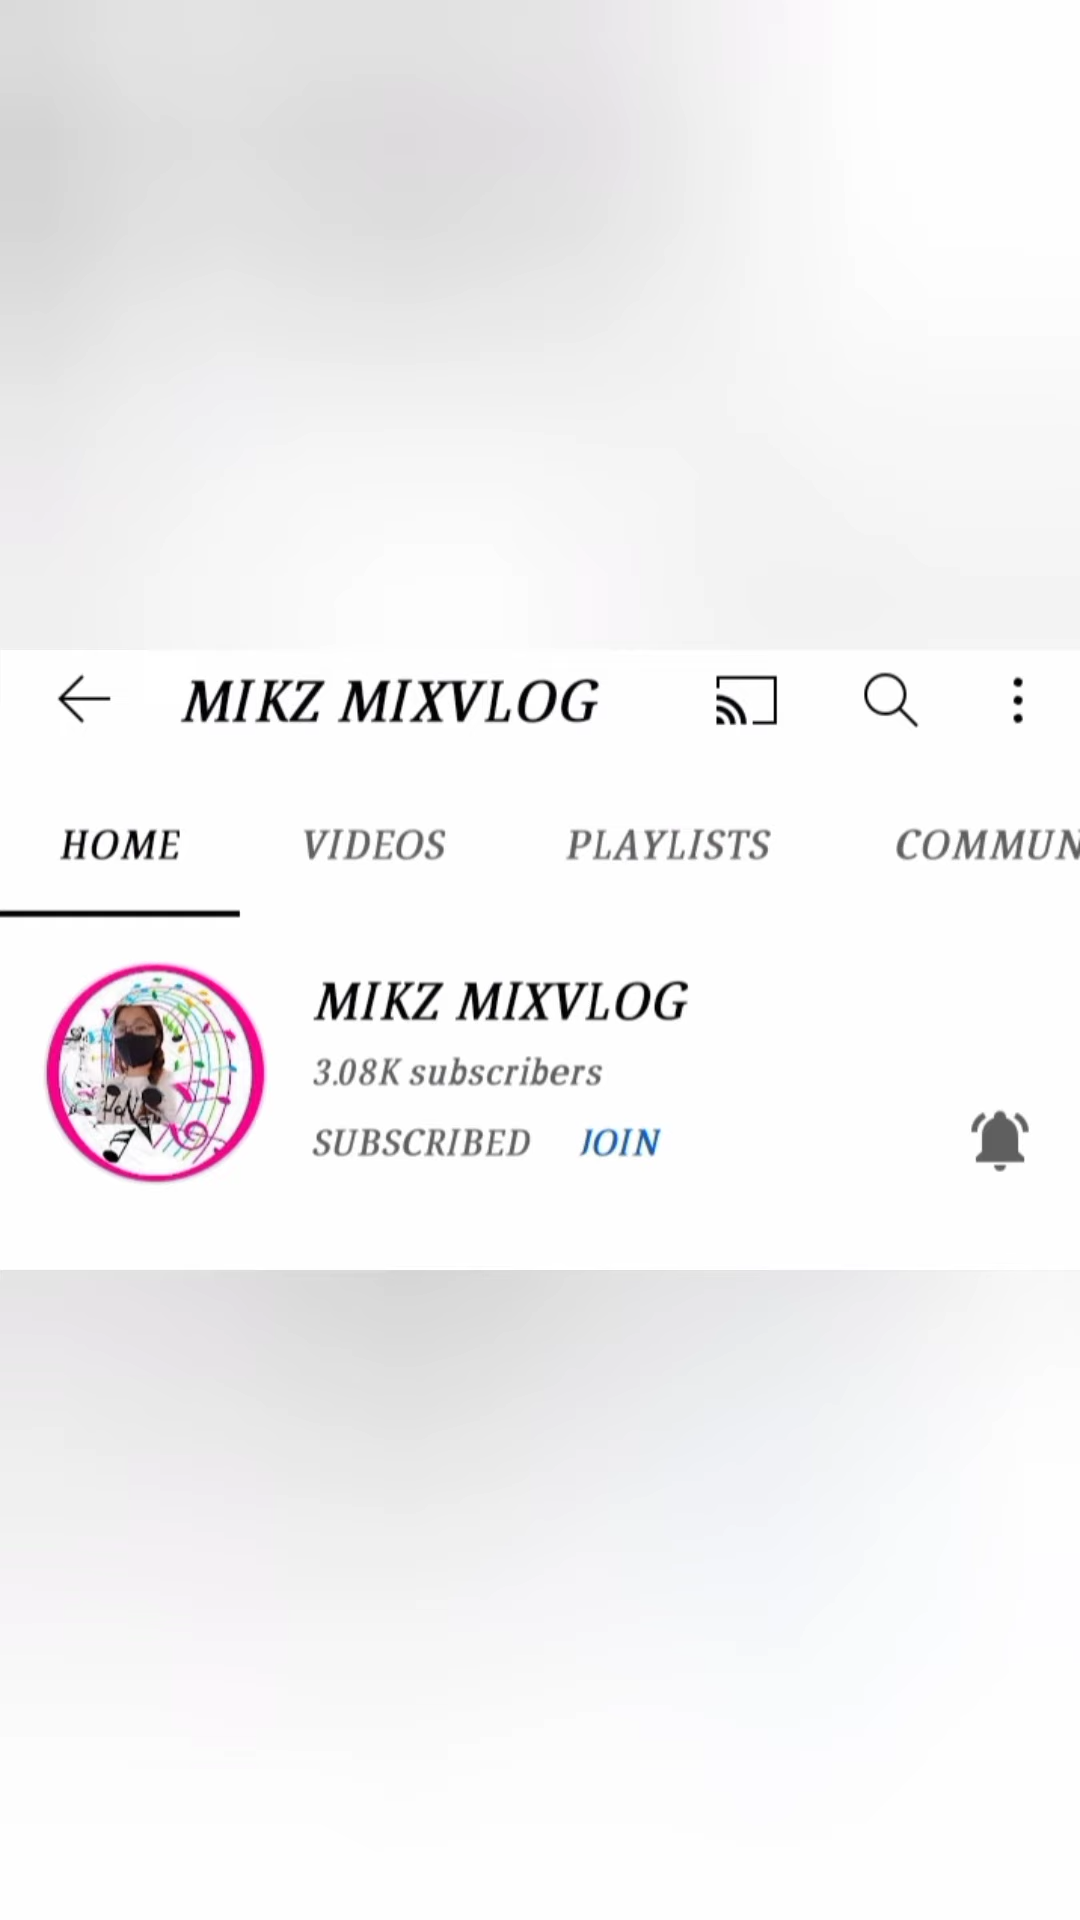 MIKZ MIXVLOG
HOME VIDEOS PLAYLISTS COMMUN
MIKZ MIXVLOG
3.08K subscribers
SUBSCRIBED JOIN